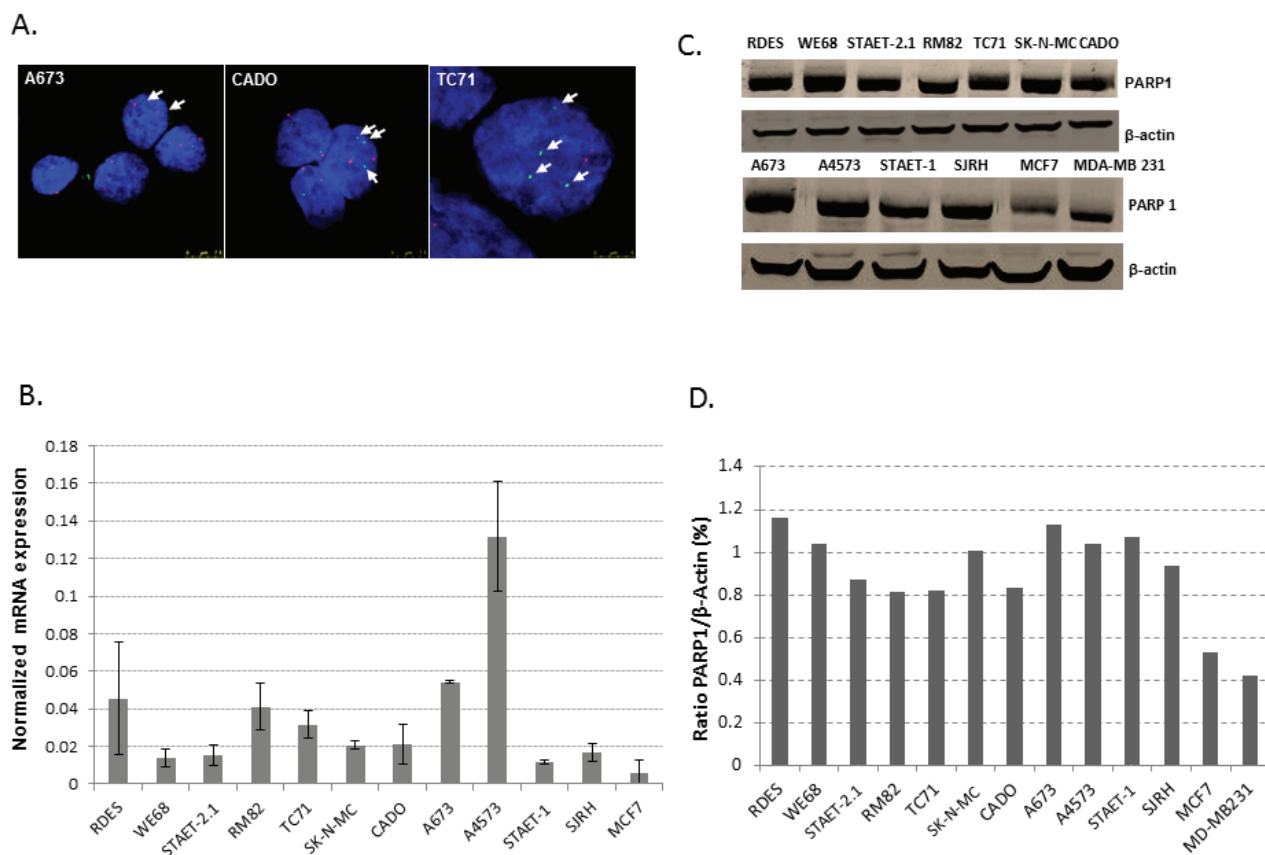 A.
A673
CADO
TC71
C.
RDES WE68 STAET-2.1 RM82 TC71 SK-N-MC CADO
PARP1
β-actin
A673 A4573 STAET-1 SJRH MCF7 MDA-MB 231
PARP 1
β-actin
B.
Normalized mRNA expression
0.18
0.16
0.14
0.12
0.1
0.08
0.06
0.04
0.02
0
RDES
WE68
STAET-2.1
RM82
TC71
SK-N-MC
CADO
A673
A4573
STAET-1
SJRH
MCF7
D.
Ratio PARP1/β-Actin (%)
1.4
1.2
1
0.8
0.6
0.4
0.2
0
RDES
WE68
STAET-2.1
RM82
TC71
SK-N-MC
CADO
A673
A4573
STAET-1
SJRH
MCF7
MD-MB231